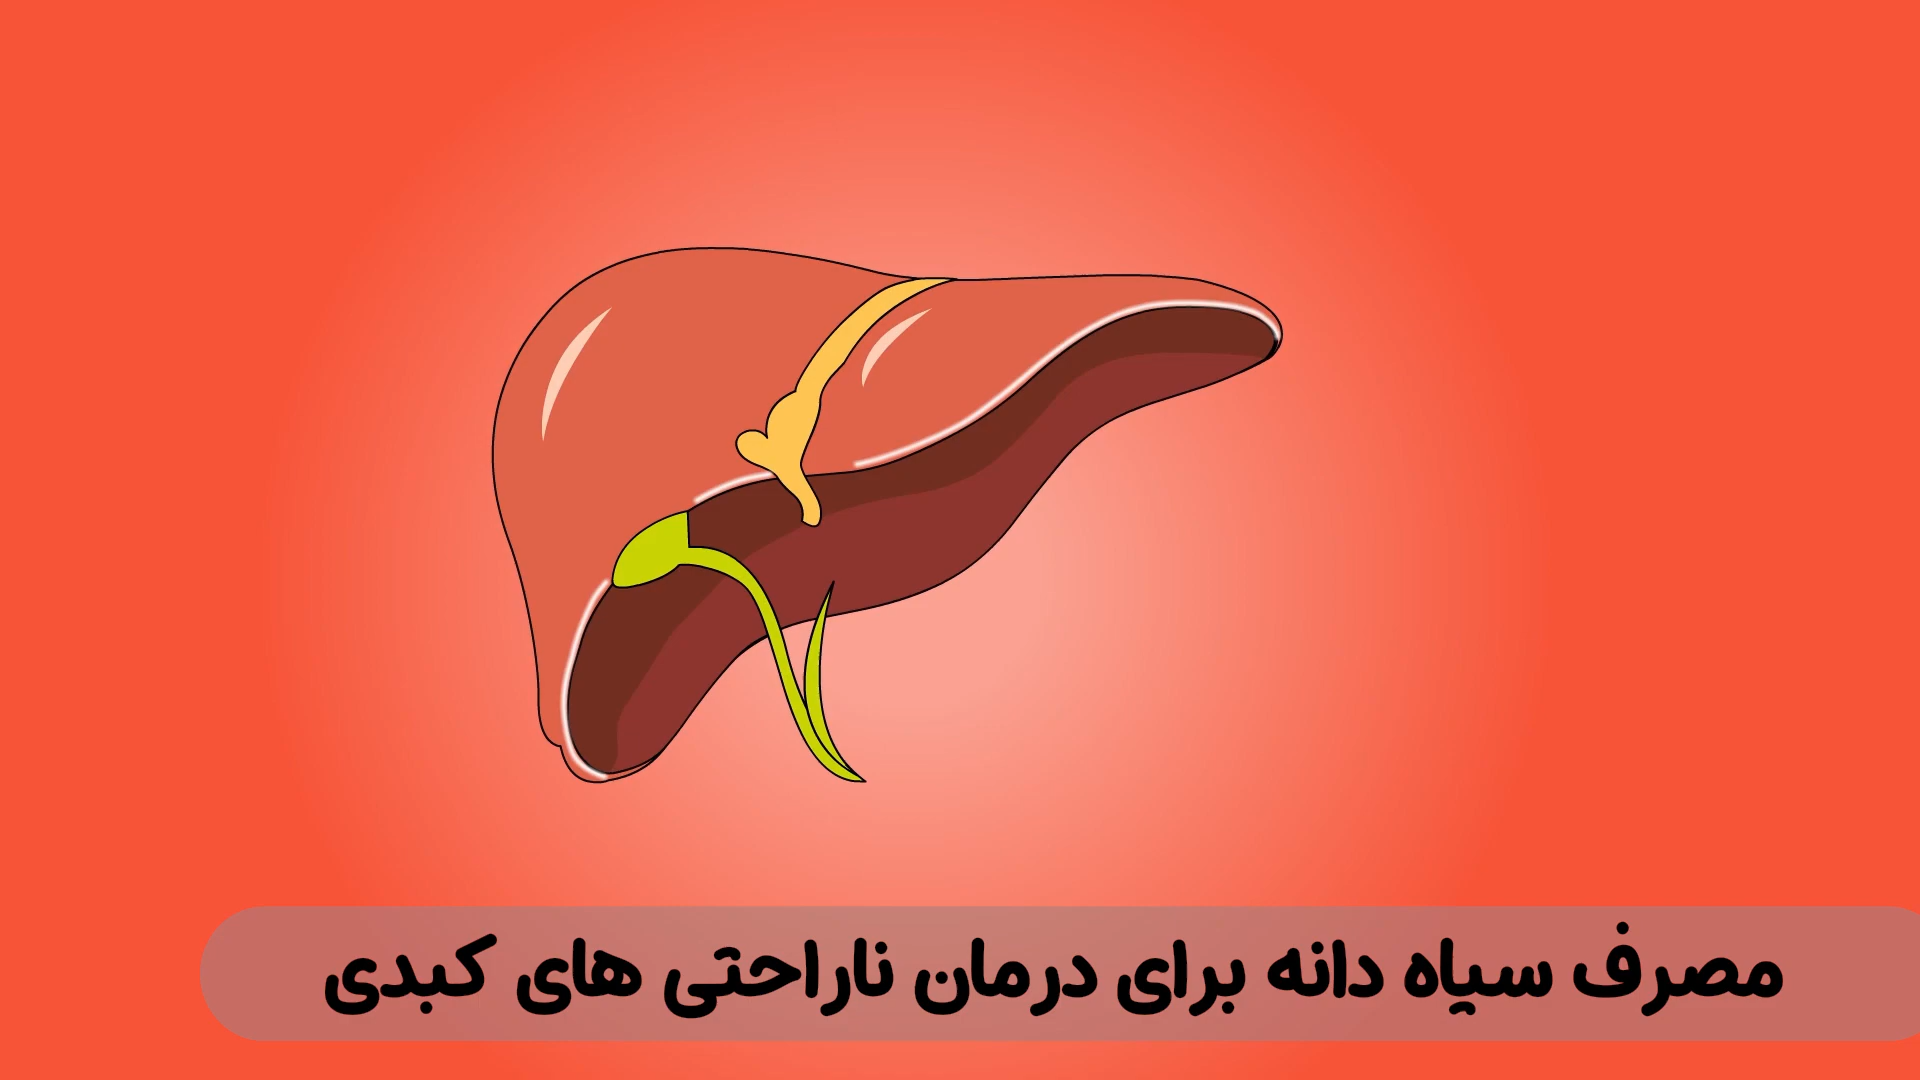 مصرف سیاه دانه برای درمان ناراحتی های کبدی